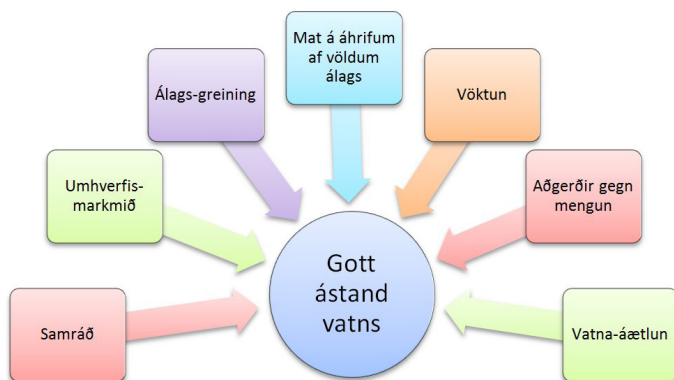 Mat á áhrifum
af völdum
álags
Álags-greining
Vöktun
Umhverfis-
markmið
Aðgerðir gegn
mengun
Samráð
Vatna-áætlun
Gott
ástand
vatns